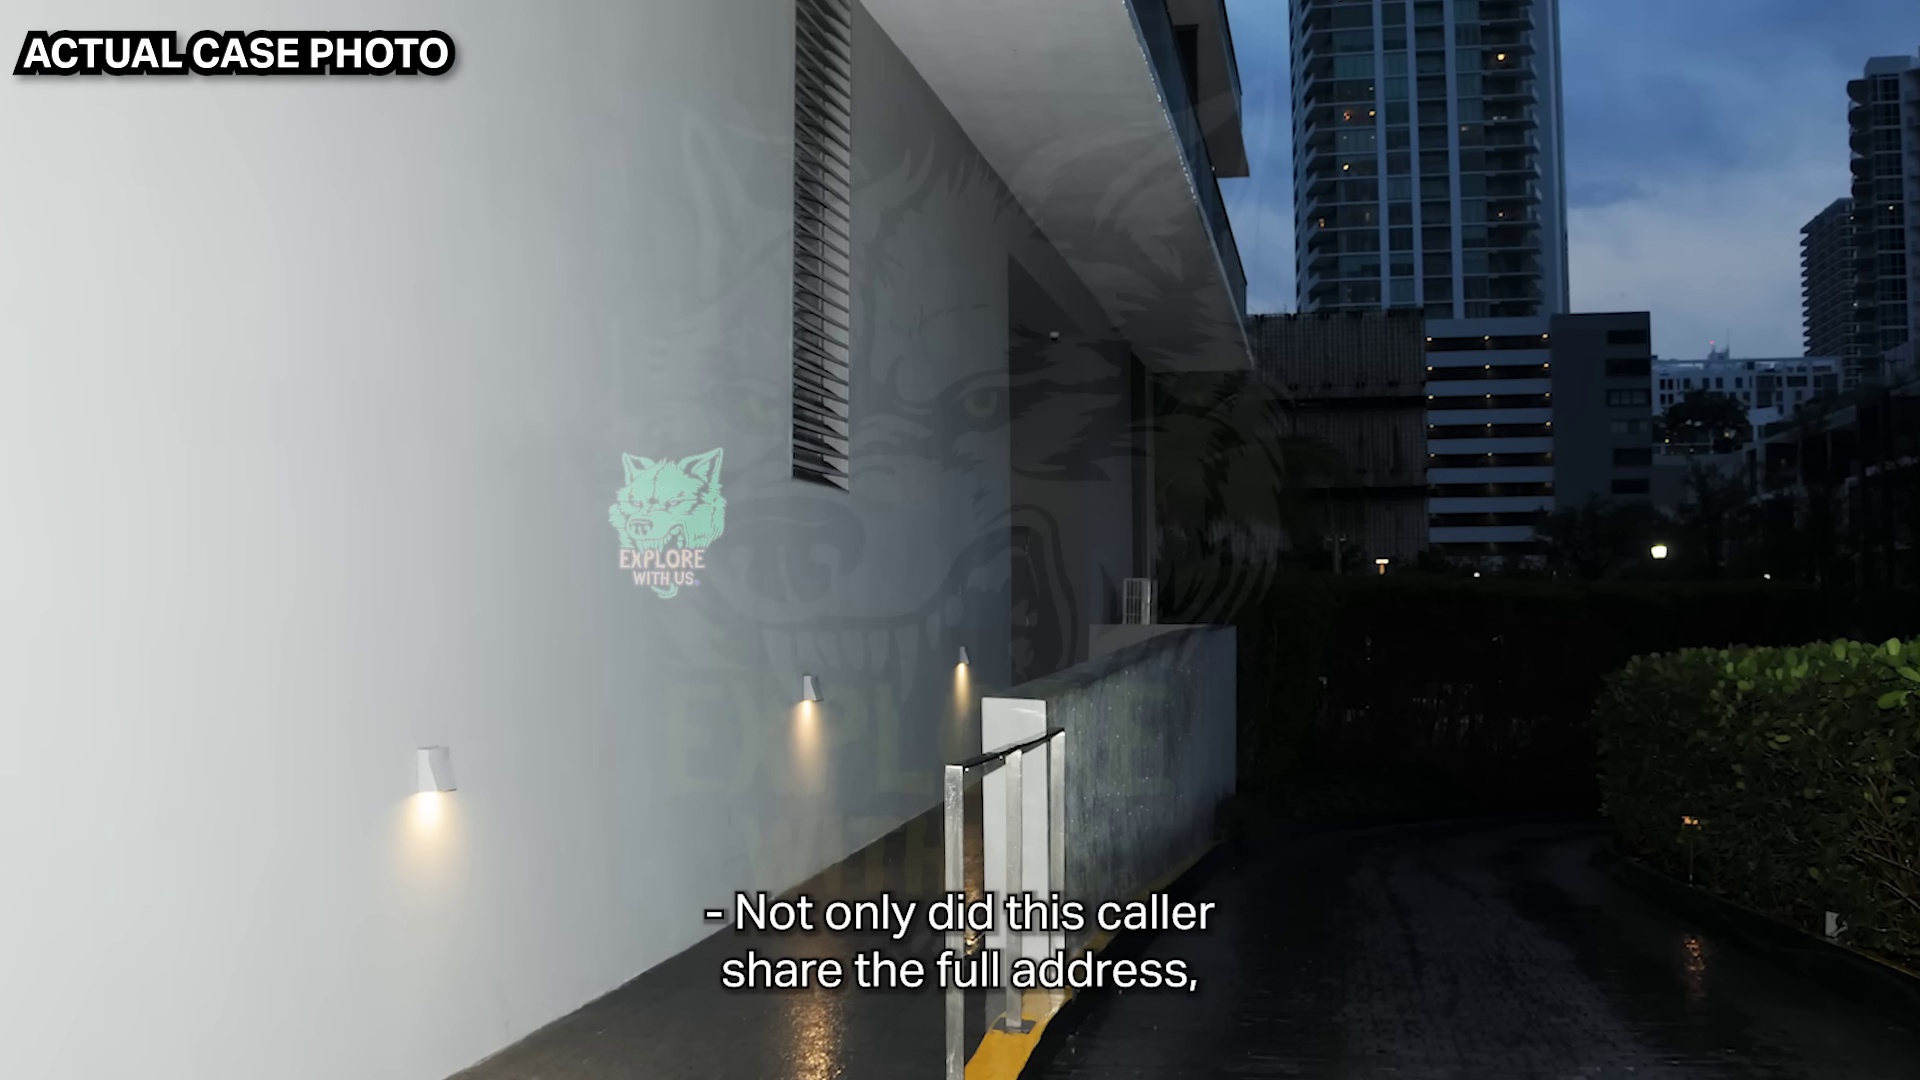 ACTUAL CASE PHOTO
EXPLORE
WITH US
- Not only did this caller
share the full address,